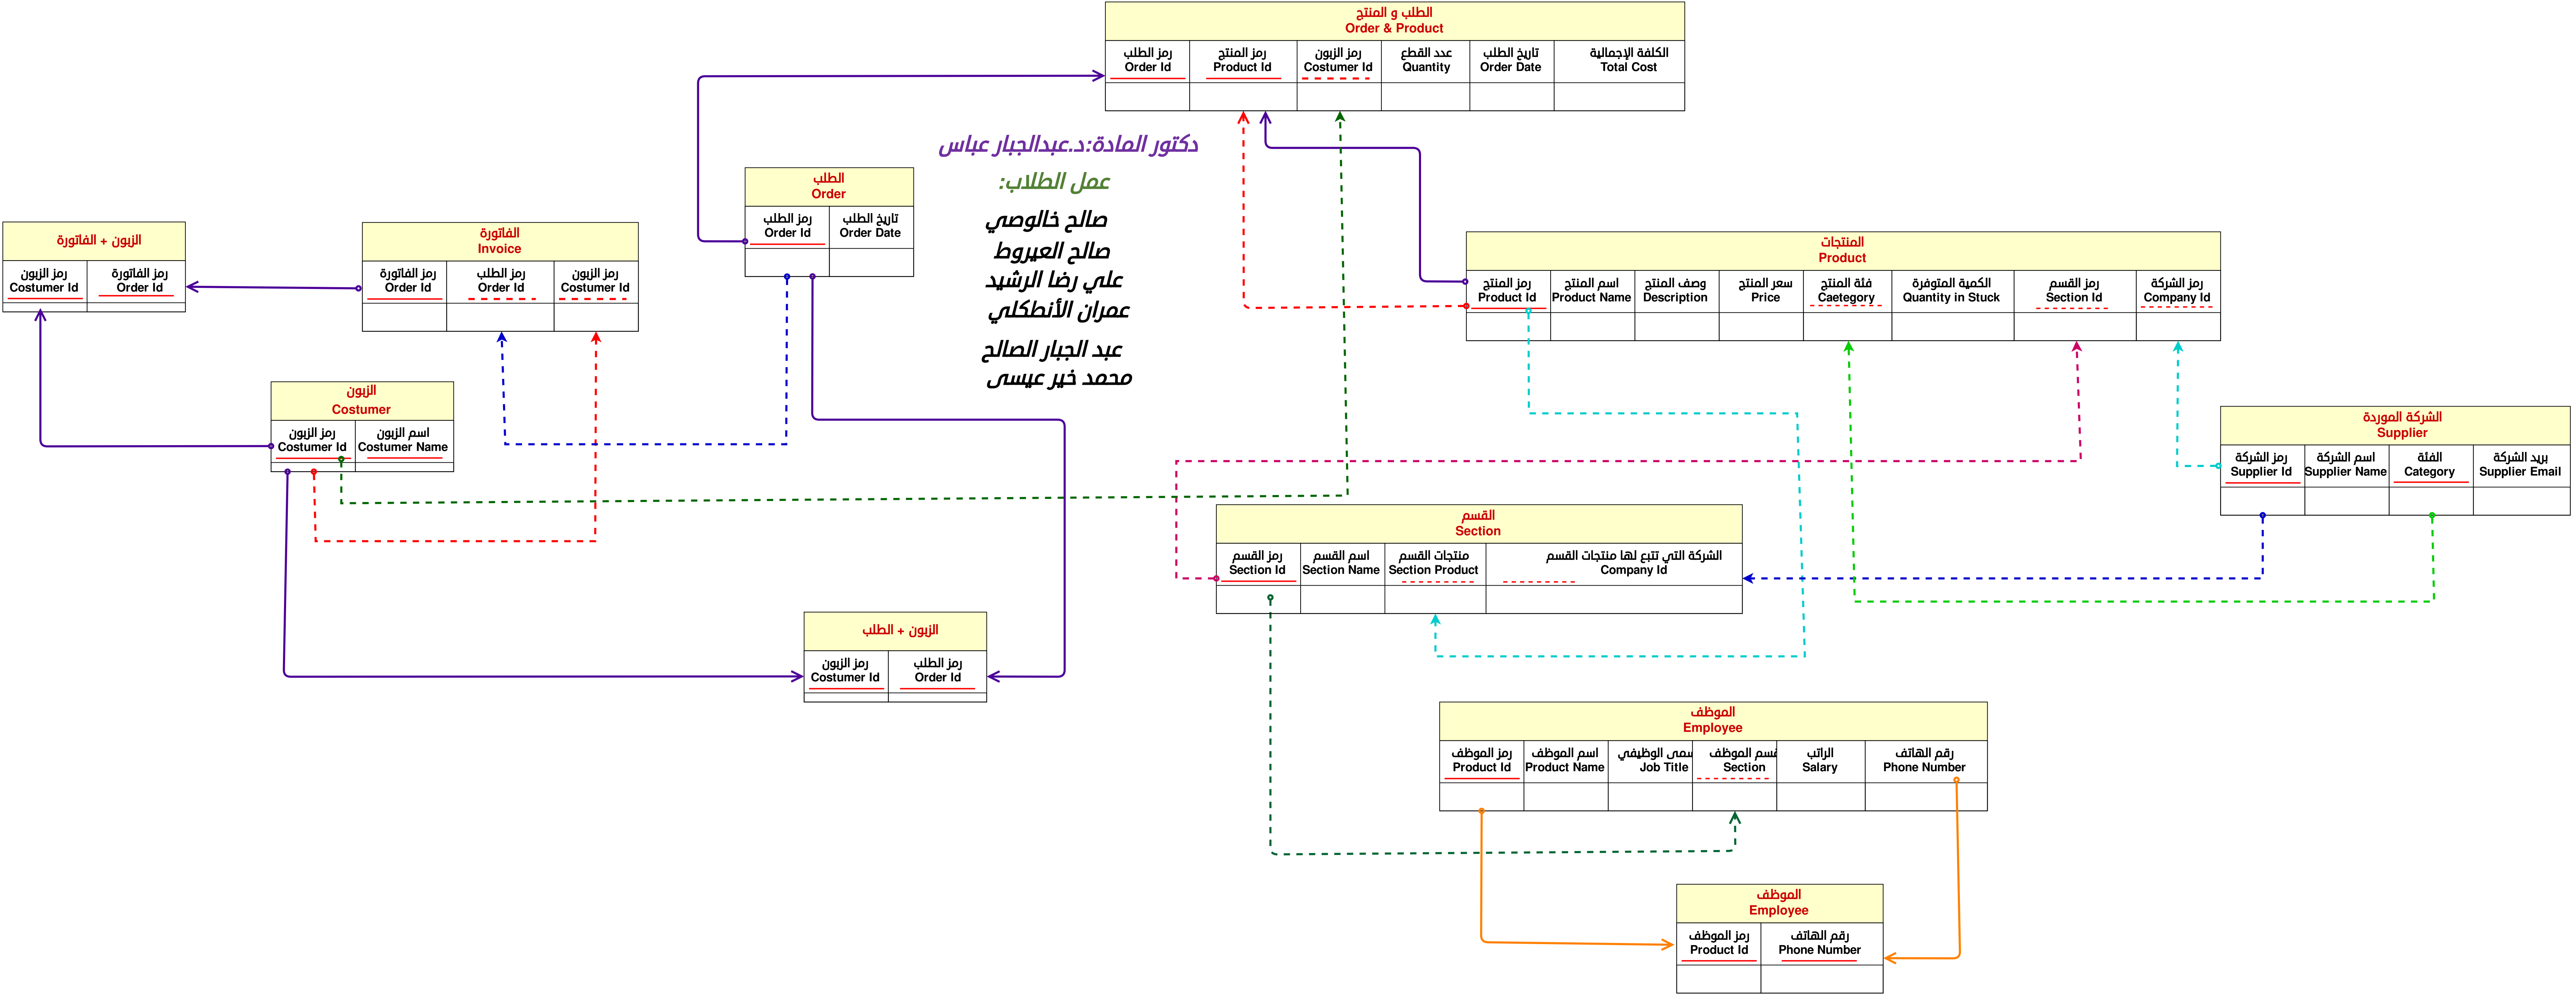 الطلب و المنتج
Order & Product
رمز الطلب
Order Id
رمز المنتج
Product Id
رمز الزبون
Costumer Id
عدد القطع
Quantity
تاريخ الطلب
Order Date
الكلفة الإجمالية
Total Cost
دكتور المادة:د.عبدالجبار عباس
عمل الطلاب:
صالح خالوصي
صالح العيروط
علي رضا الرشيد
عمران الأنطكلي
عبد الجبار الصالح
محمد خير عيسى
الطلب
Order
رمز الطلب
Order Id
تاريخ الطلب
Order Date
الزبون + الفاتورة
رمز الزبون
Costumer Id
رمز الفاتورة
Order Id
الفاتورة
Invoice
رمز الفاتورة
Order Id
رمز الطلب
Order Id
رمز الزبون
Costumer Id
المنتجات
Product
رمز المنتج
Product Id
اسم المنتج
Product Name
وصف المنتج
Description
سعر المنتج
Price
فئة المنتج
Caetegory
الكمية المتوفرة
Quantity in Stuck
رمز القسم
Section Id
رمز الشركة
Company Id
الزبون
Costumer
رمز الزبون
Costumer Id
اسم الزبون
Costumer Name
الشركة الموردة
Supplier
رمز الشركة
Supplier Id
اسم الشركة
Supplier Name
الفئة
Category
بريد الشركة
Supplier Email
القسم
Section
رمز القسم
Section Id
اسم القسم
Section Name
منتجات القسم
Section Product
الشركة التي تتبع لها منتجات القسم
Company Id
الزبون + الطلب
رمز الزبون
Costumer Id
رمز الطلب
Order Id
الموظف
Employee
رمز الموظف
Product Id
اسم الموظف
Product Name
سمى الوظيفي
Job Title
قسم الموظف
Section
الراتب
Salary
رقم الهاتف
Phone Number
الموظف
Employee
رمز الموظف
Product Id
رقم الهاتف
Phone Number